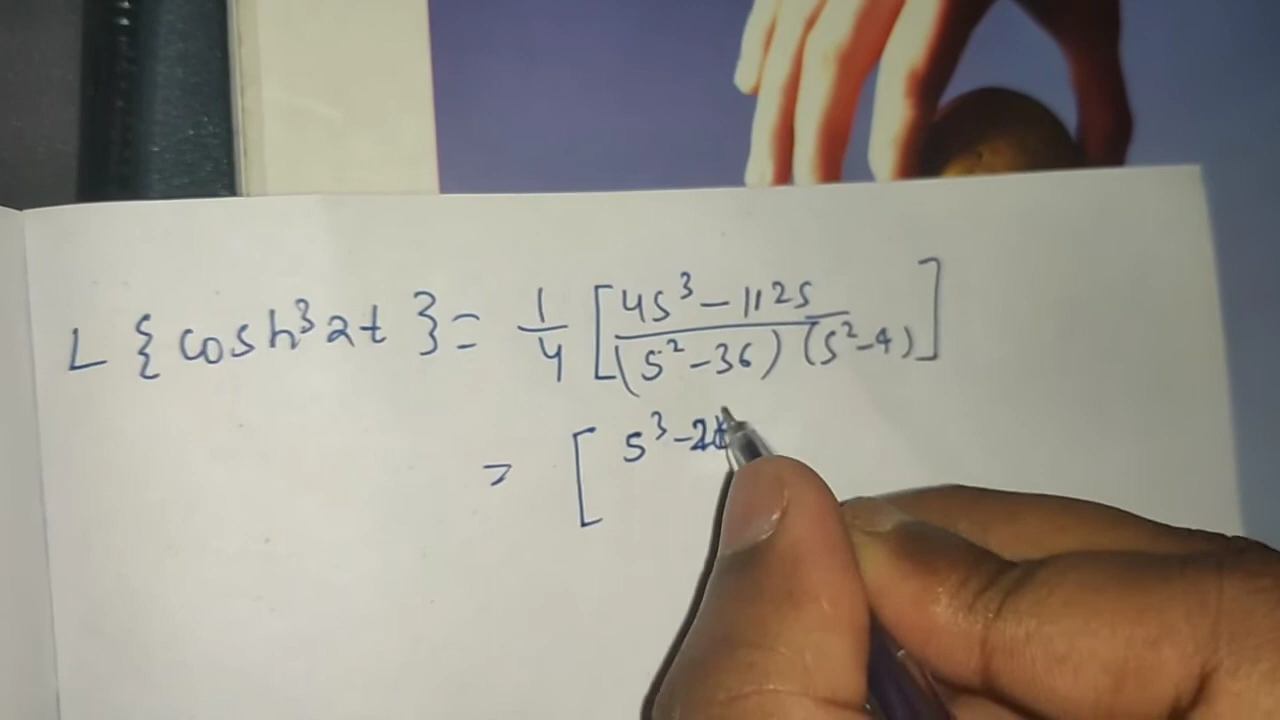 L { cosh³2t } = 1/4 [ 4s³-112s / (s²-36) (s²-4) ]
= [ s³-28